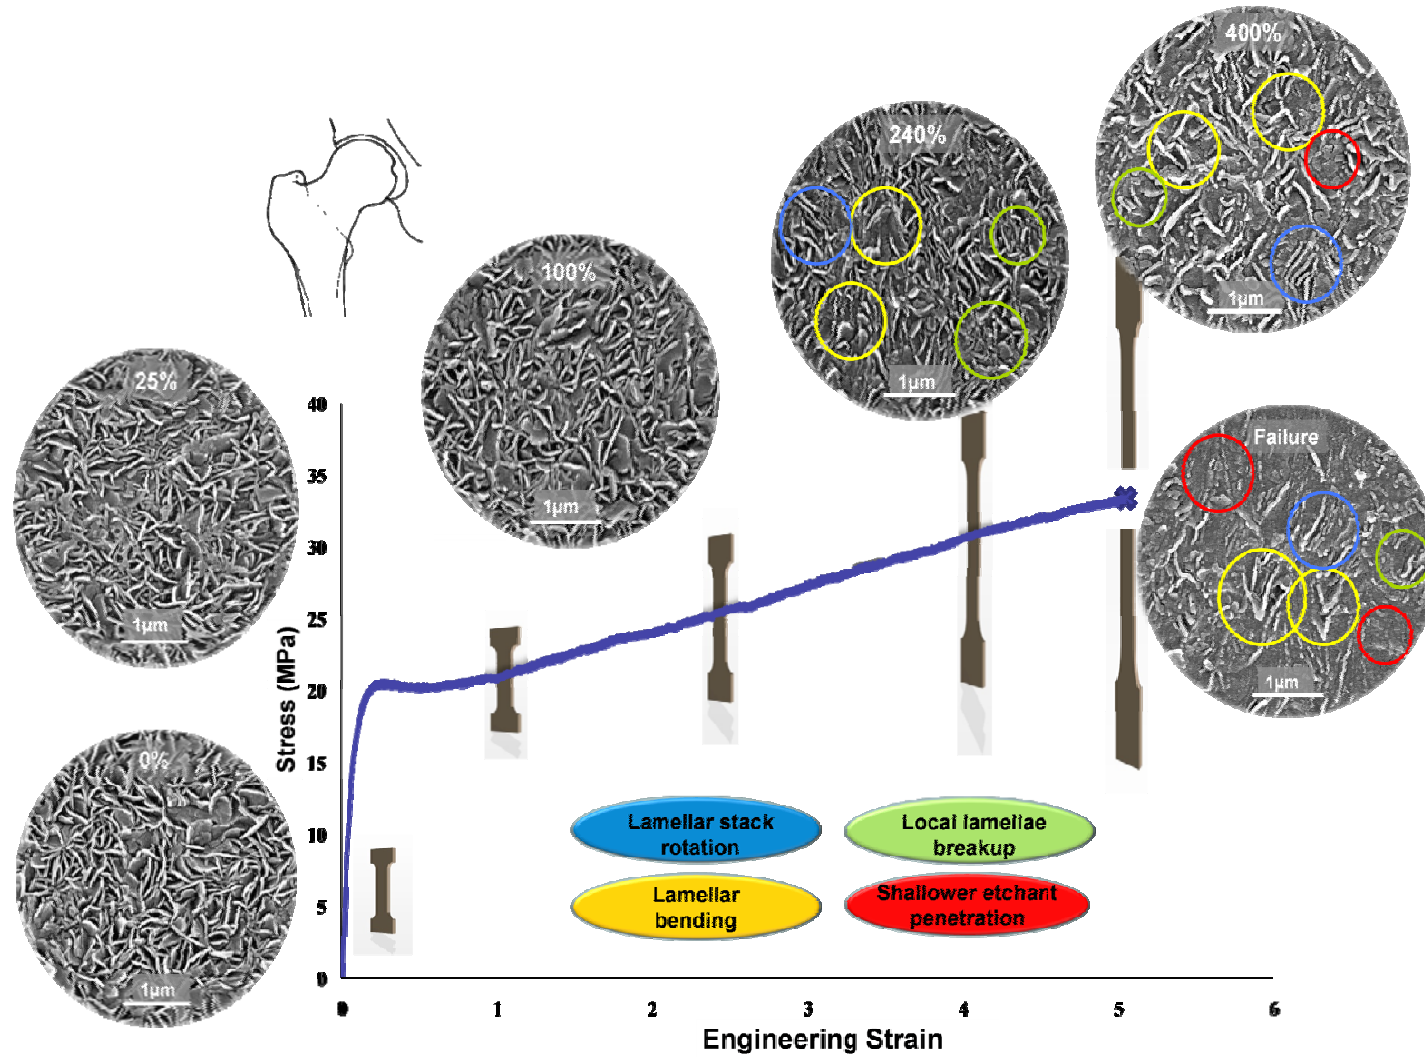 400%
240%
100%
25%
1μm
1μm
Failure
1μm
1μm
1μm
1μm
0%
1μm
40
35
30
25
20
15
10
5
0
Stress (MPa)
Lamellar stack
rotation
Local lamellae
breakup
Lamellar
bending
Shallower etchant
penetration
0 1 2 3 4 5 6
Engineering Strain